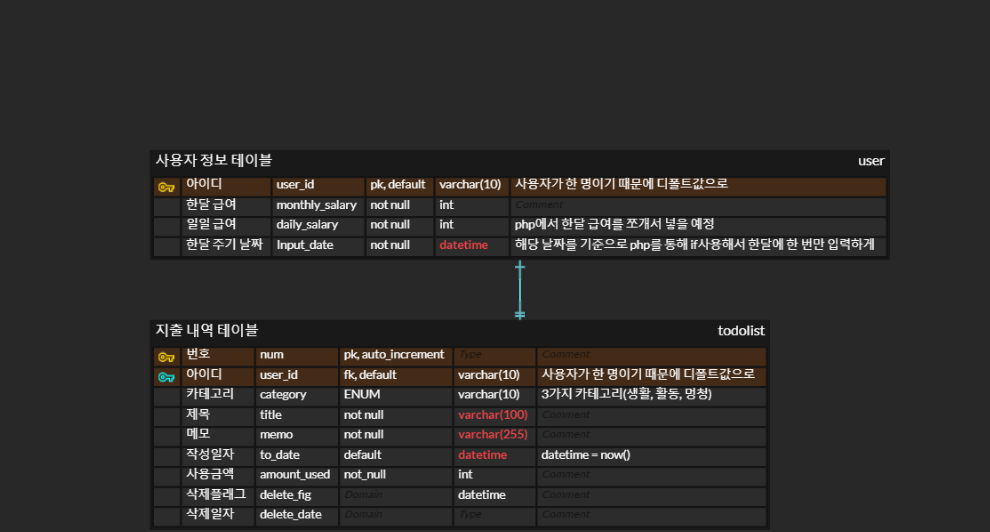 사용자 정보 테이블 user
아이디 user_id pk, default varchar(10) 사용자가 한 명이기 때문에 디폴트값으로
한달 급여 monthly_salary not null int Comment
일일 급여 daily_salary not null int php에서 한달 급여를 쪼개서 넣을 예정
한달 주기 날짜 Input_date not null datetime 해당 날짜를 기준으로 php를 통해 if사용해서 한달에 한 번만 입력하게
지출 내역 테이블 todolist
번호 num pk, auto_increment Type Comment
아이디 user_id fk, default varchar(10) 사용자가 한 명이기 때문에 디폴트값으로
카테고리 category ENUM varchar(10) 3가지 카테고리(생활, 활동, 멍청)
제목 title not null varchar(100) Comment
메모 memo not null varchar(255) Comment
작성일자 to_date default datetime datetime = now()
사용금액 amount_used not_null int Comment
삭제플래그 delete_fig Domain datetime Comment
삭제일자 delete_date Domain Type Comment